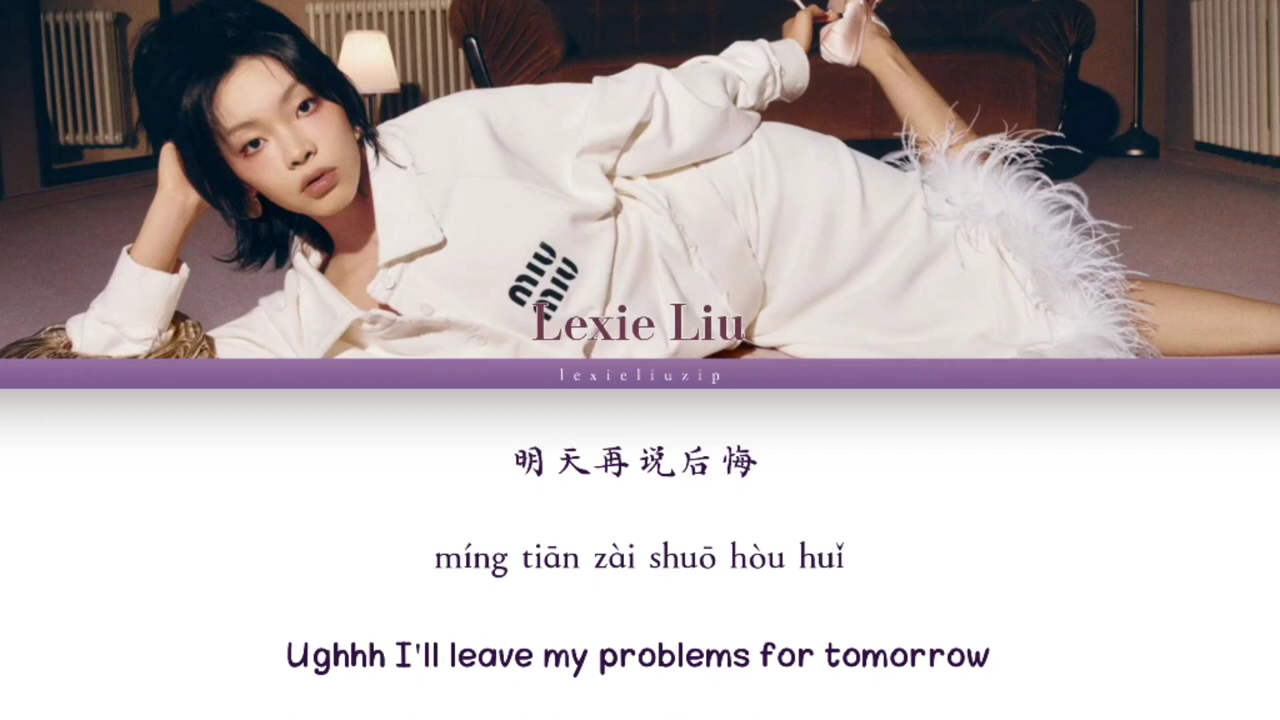 MIU
MIU
Lexie Liu
lexieliuzip
明天再说后悔
míng tiān zài shuō hòu huǐ
Ughhh I'll leave my problems for tomorrow